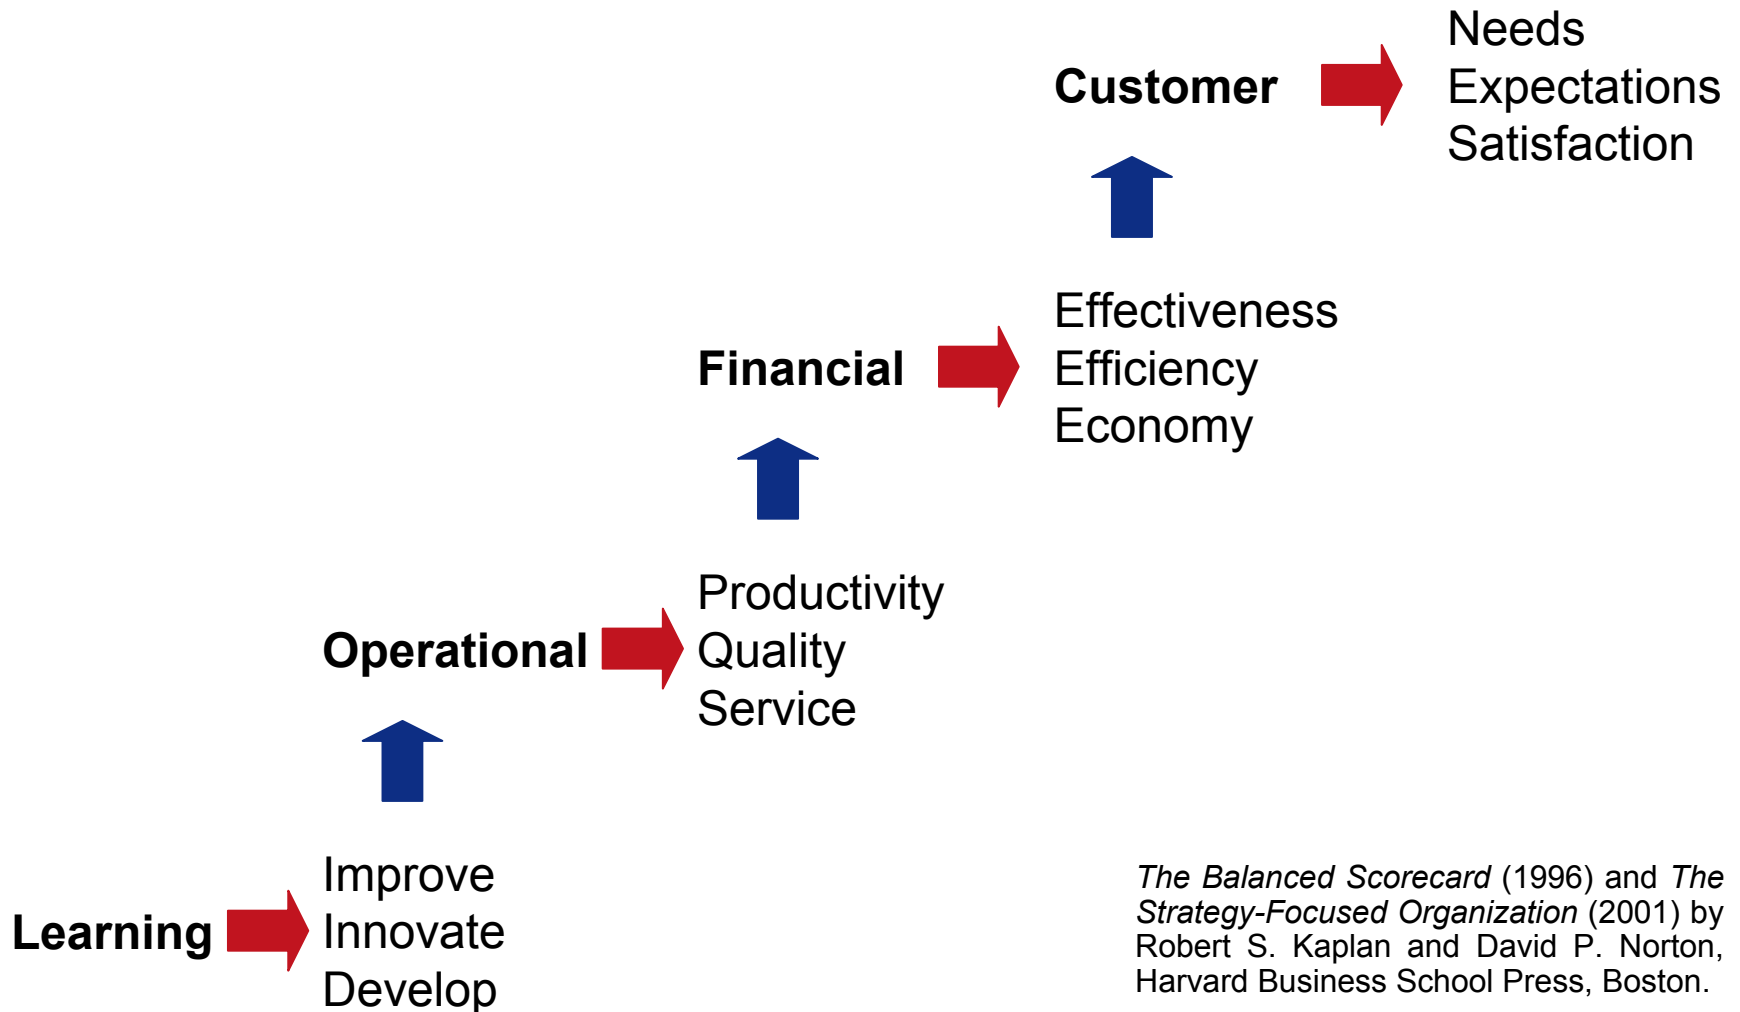 Needs
Customer
Expectations
Satisfaction
Effectiveness
Financial
Efficiency
Economy
Productivity
Operational
Quality
Service
Improve
Learning
Innovate
Develop
The Balanced Scorecard (1996) and The
Strategy-Focused Organization (2001) by
Robert S. Kaplan and David P. Norton,
Harvard Business School Press, Boston.